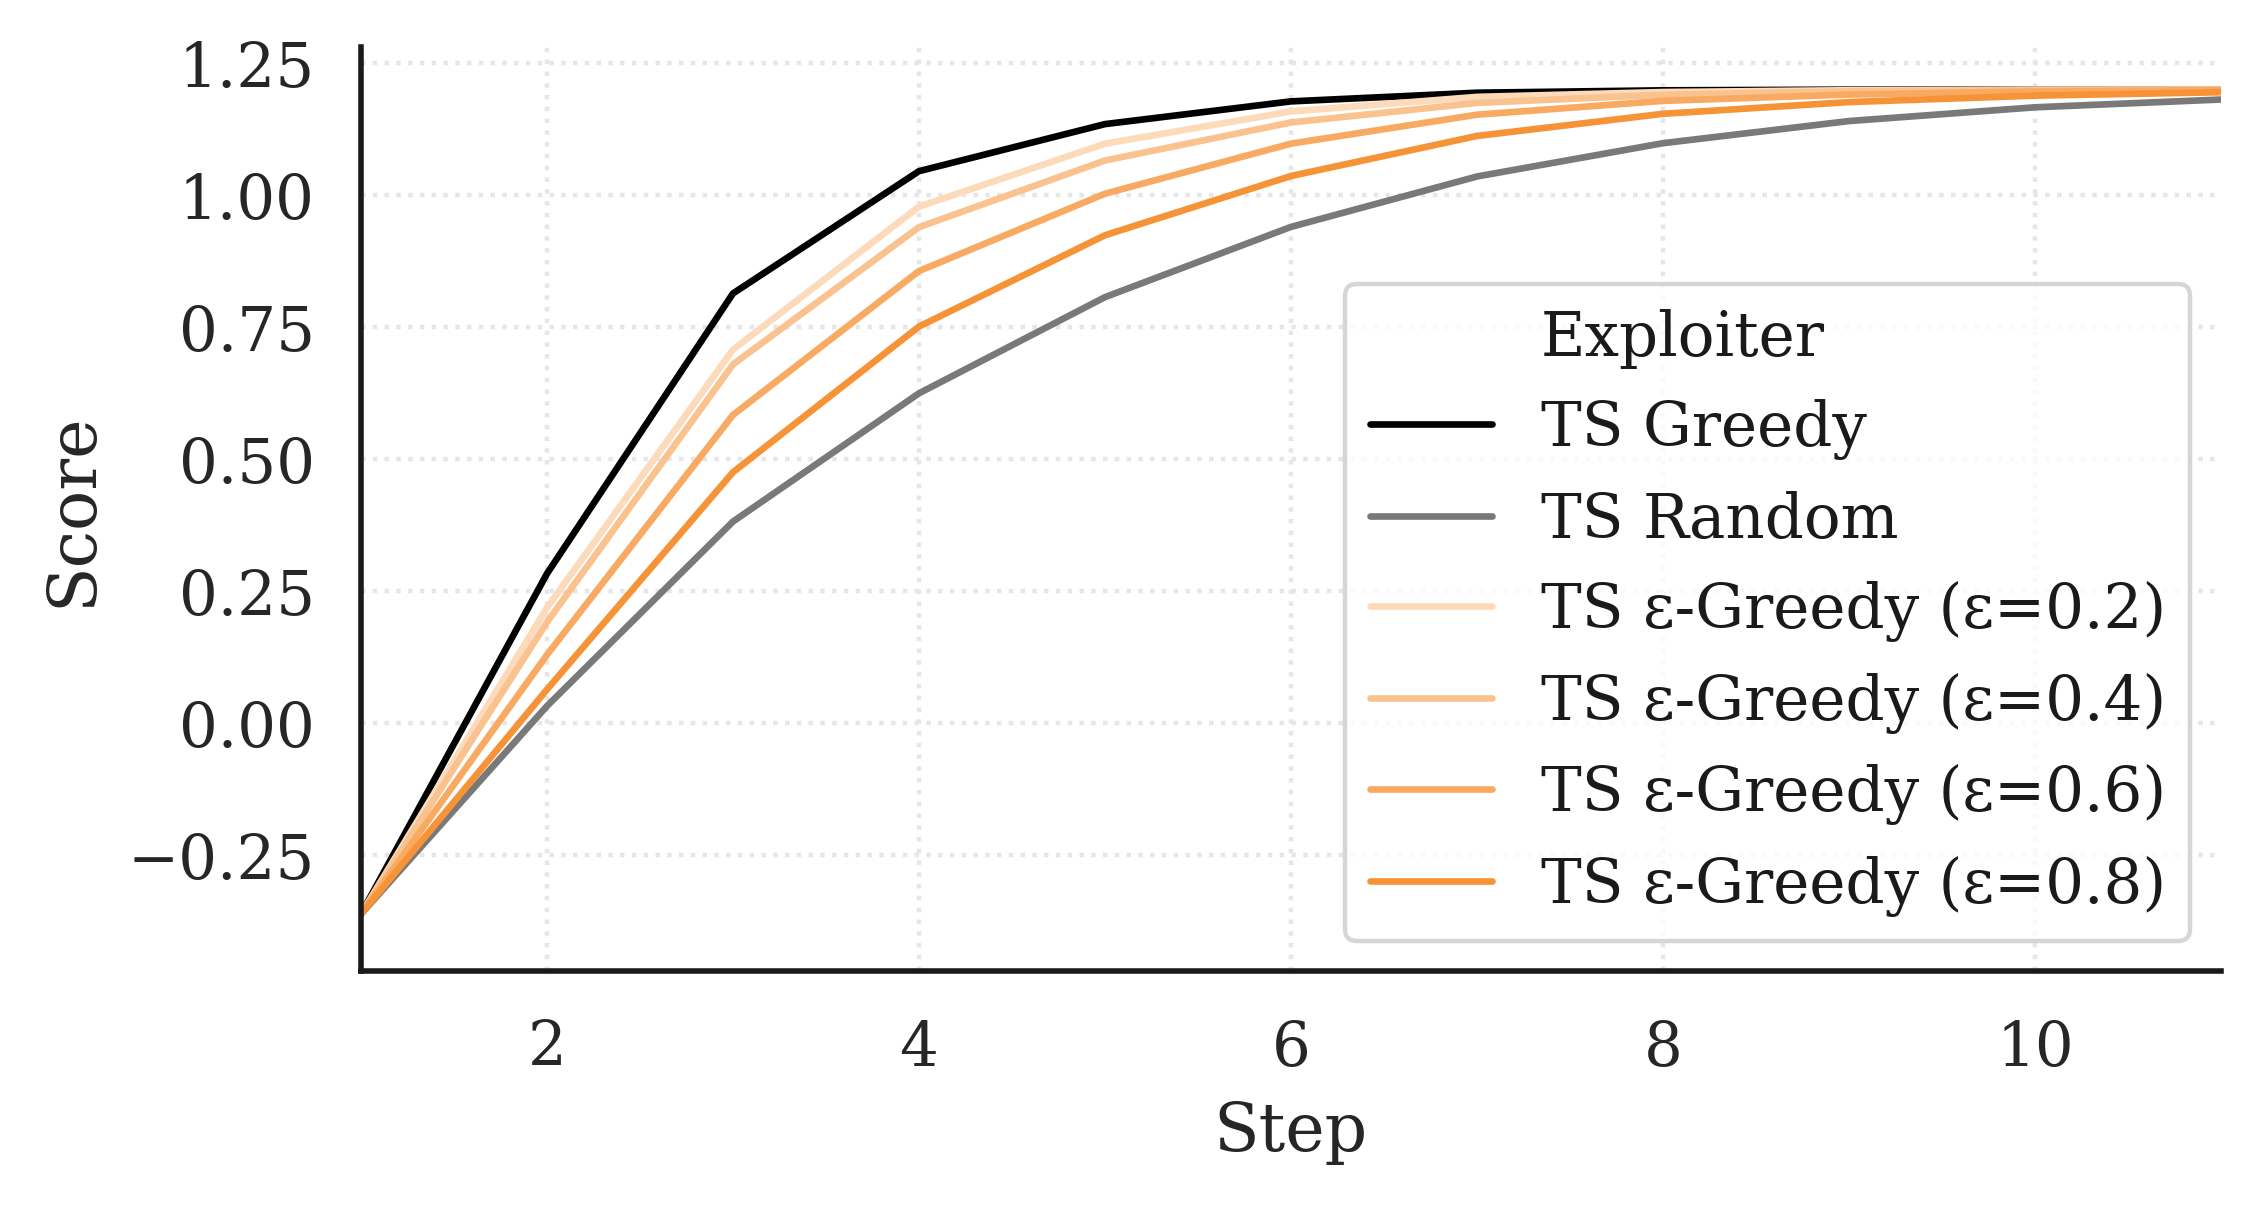 1.25
1.00
0.75
0.50
0.25
0.00
−0.25
Score
2 4 6 8 10
Step
Exploiter
TS Greedy
TS Random
TS ε-Greedy (ε=0.2)
TS ε-Greedy (ε=0.4)
TS ε-Greedy (ε=0.6)
TS ε-Greedy (ε=0.8)